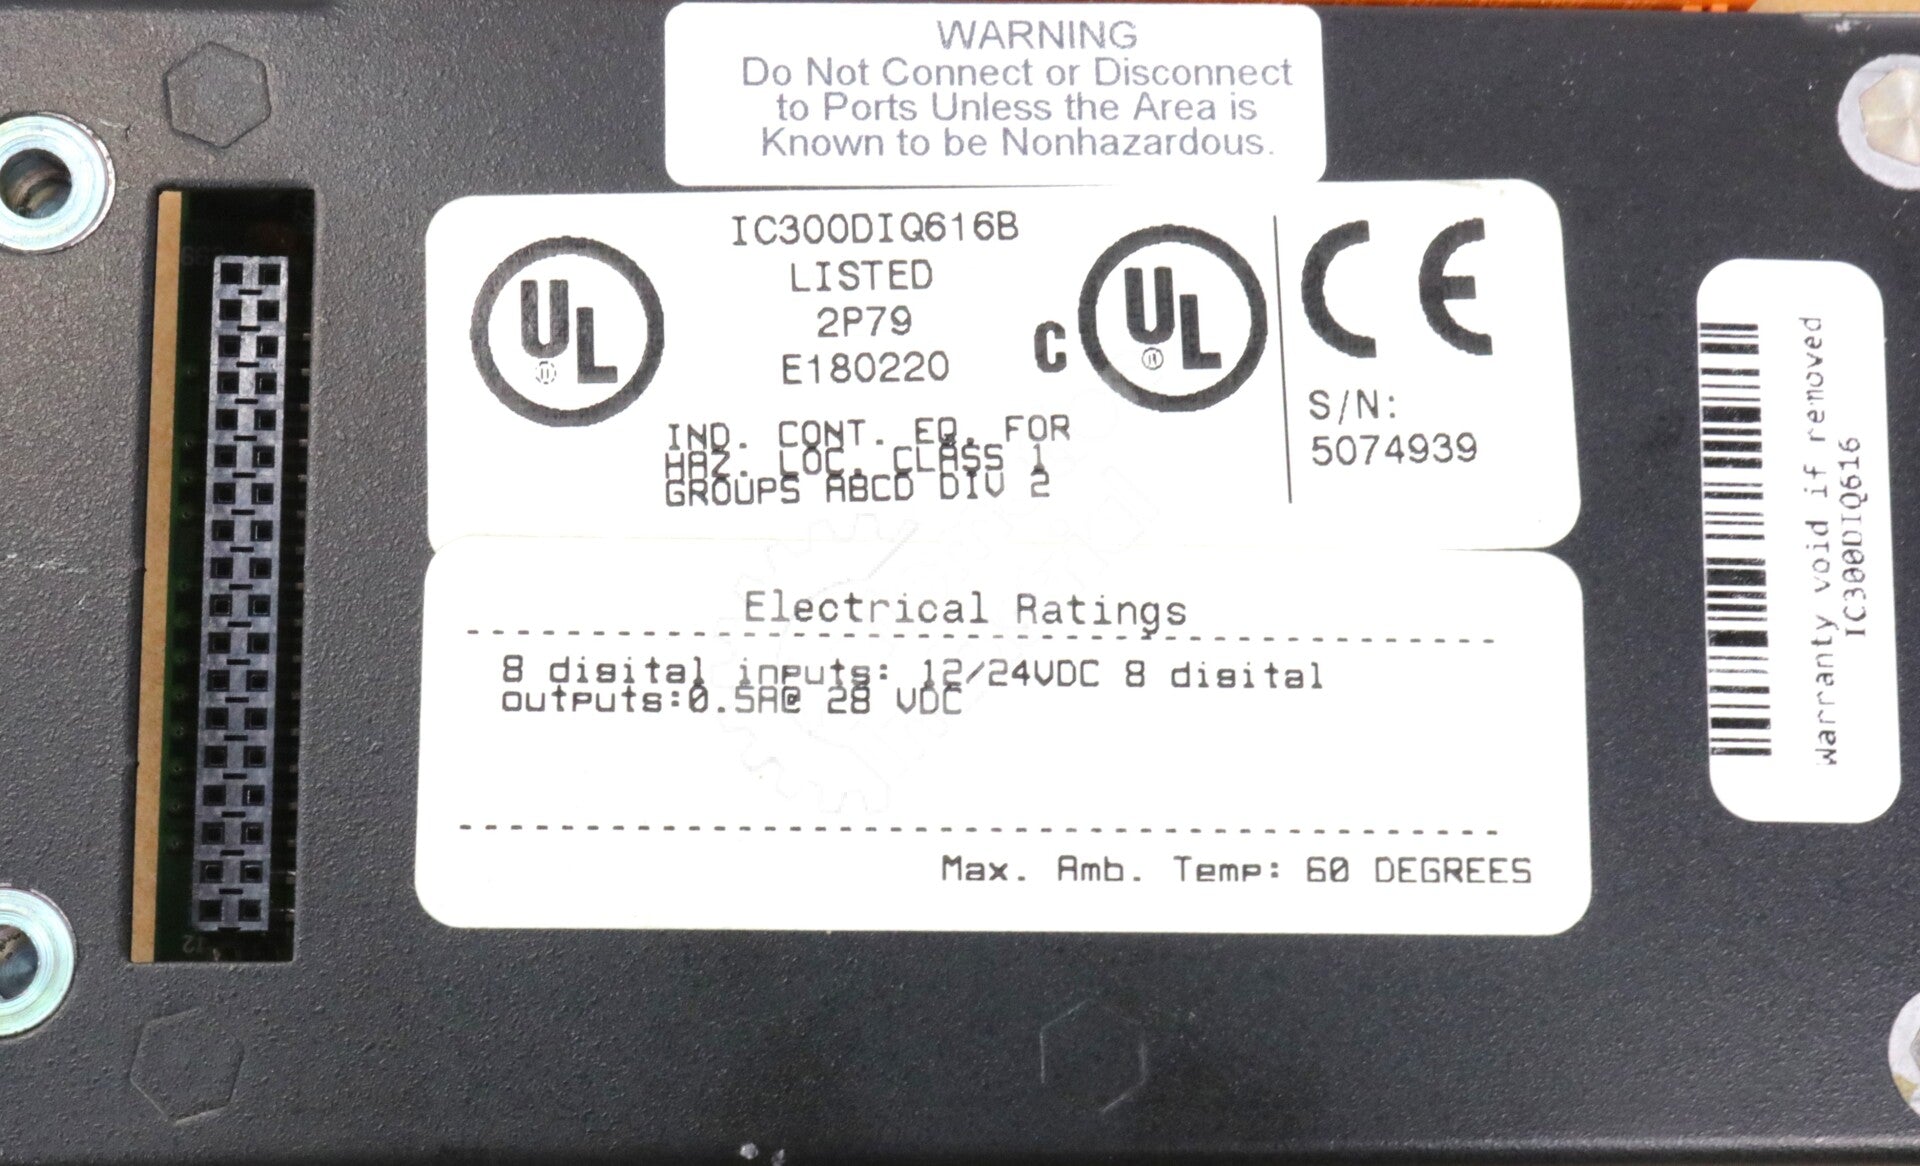 WARNING
Do Not Connect or Disconnect
to Ports Unless the Area is
Known to be Nonhazardous.
UL
IC300DIQ616B
LISTED
2P79
E180220
C UL
CE
S/N:
5074939
IND. CONT. EQ. FOR
HAZ. LOC. CLASS 1
GROUPS ABCD DIV 2
Electrical Ratings
8 digital inputs: 12/24VDC 8 digital
outputs:0.5A@ 28 VDC
Max. Amb. Temp: 60 DEGREES
Warranty void if removed
IC300DIQ616